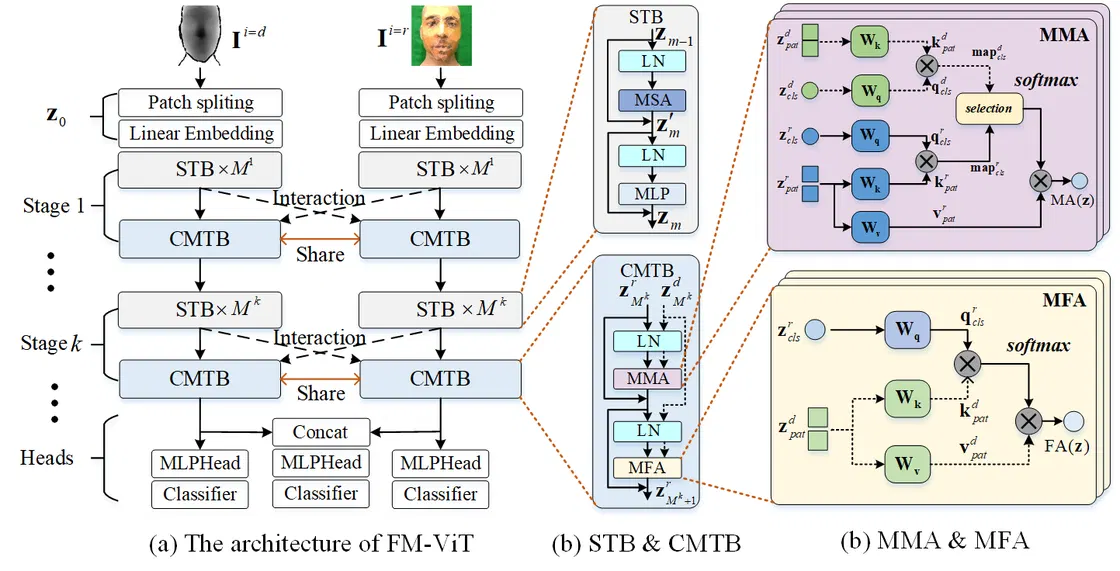 I^{i=d}
I^{i=r}
z_0
Patch spliting
Linear Embedding
Patch spliting
Linear Embedding
Stage 1
STB×M^1
STB×M^1
Interaction
CMTB
Share
CMTB
Stage k
STB×M^k
STB×M^k
Interaction
CMTB
Share
CMTB
Heads
Concat
MLPHead
Classifier
MLPHead
Classifier
MLPHead
Classifier
(a) The architecture of FM-ViT
STB
z_{m-1}
LN
MSA
z'_m
LN
MLP
z_m
CMTB
z^r_{M^k}
z^d_{M^k}
LN
MMA
LN
MFA
z^r_{M^k+1}
(b) STB & CMTB
MMA
z^d_{pat}
W_k
k^d_{pat}
map^d_{cls}
softmax
z^d_{cls}
W_q
q^d_{cls}
selection
z^r_{cls}
W_q
q^r_{cls}
map^r_{cls}
z^r_{pat}
W_k
k^r_{pat}
W_v
v^r_{pat}
MA(z)
MFA
z^r_{cls}
W_q
q^r_{cls}
softmax
z^d_{pat}
W_k
k^d_{pat}
W_v
v^d_{pat}
FA(z)
(b) MMA & MFA